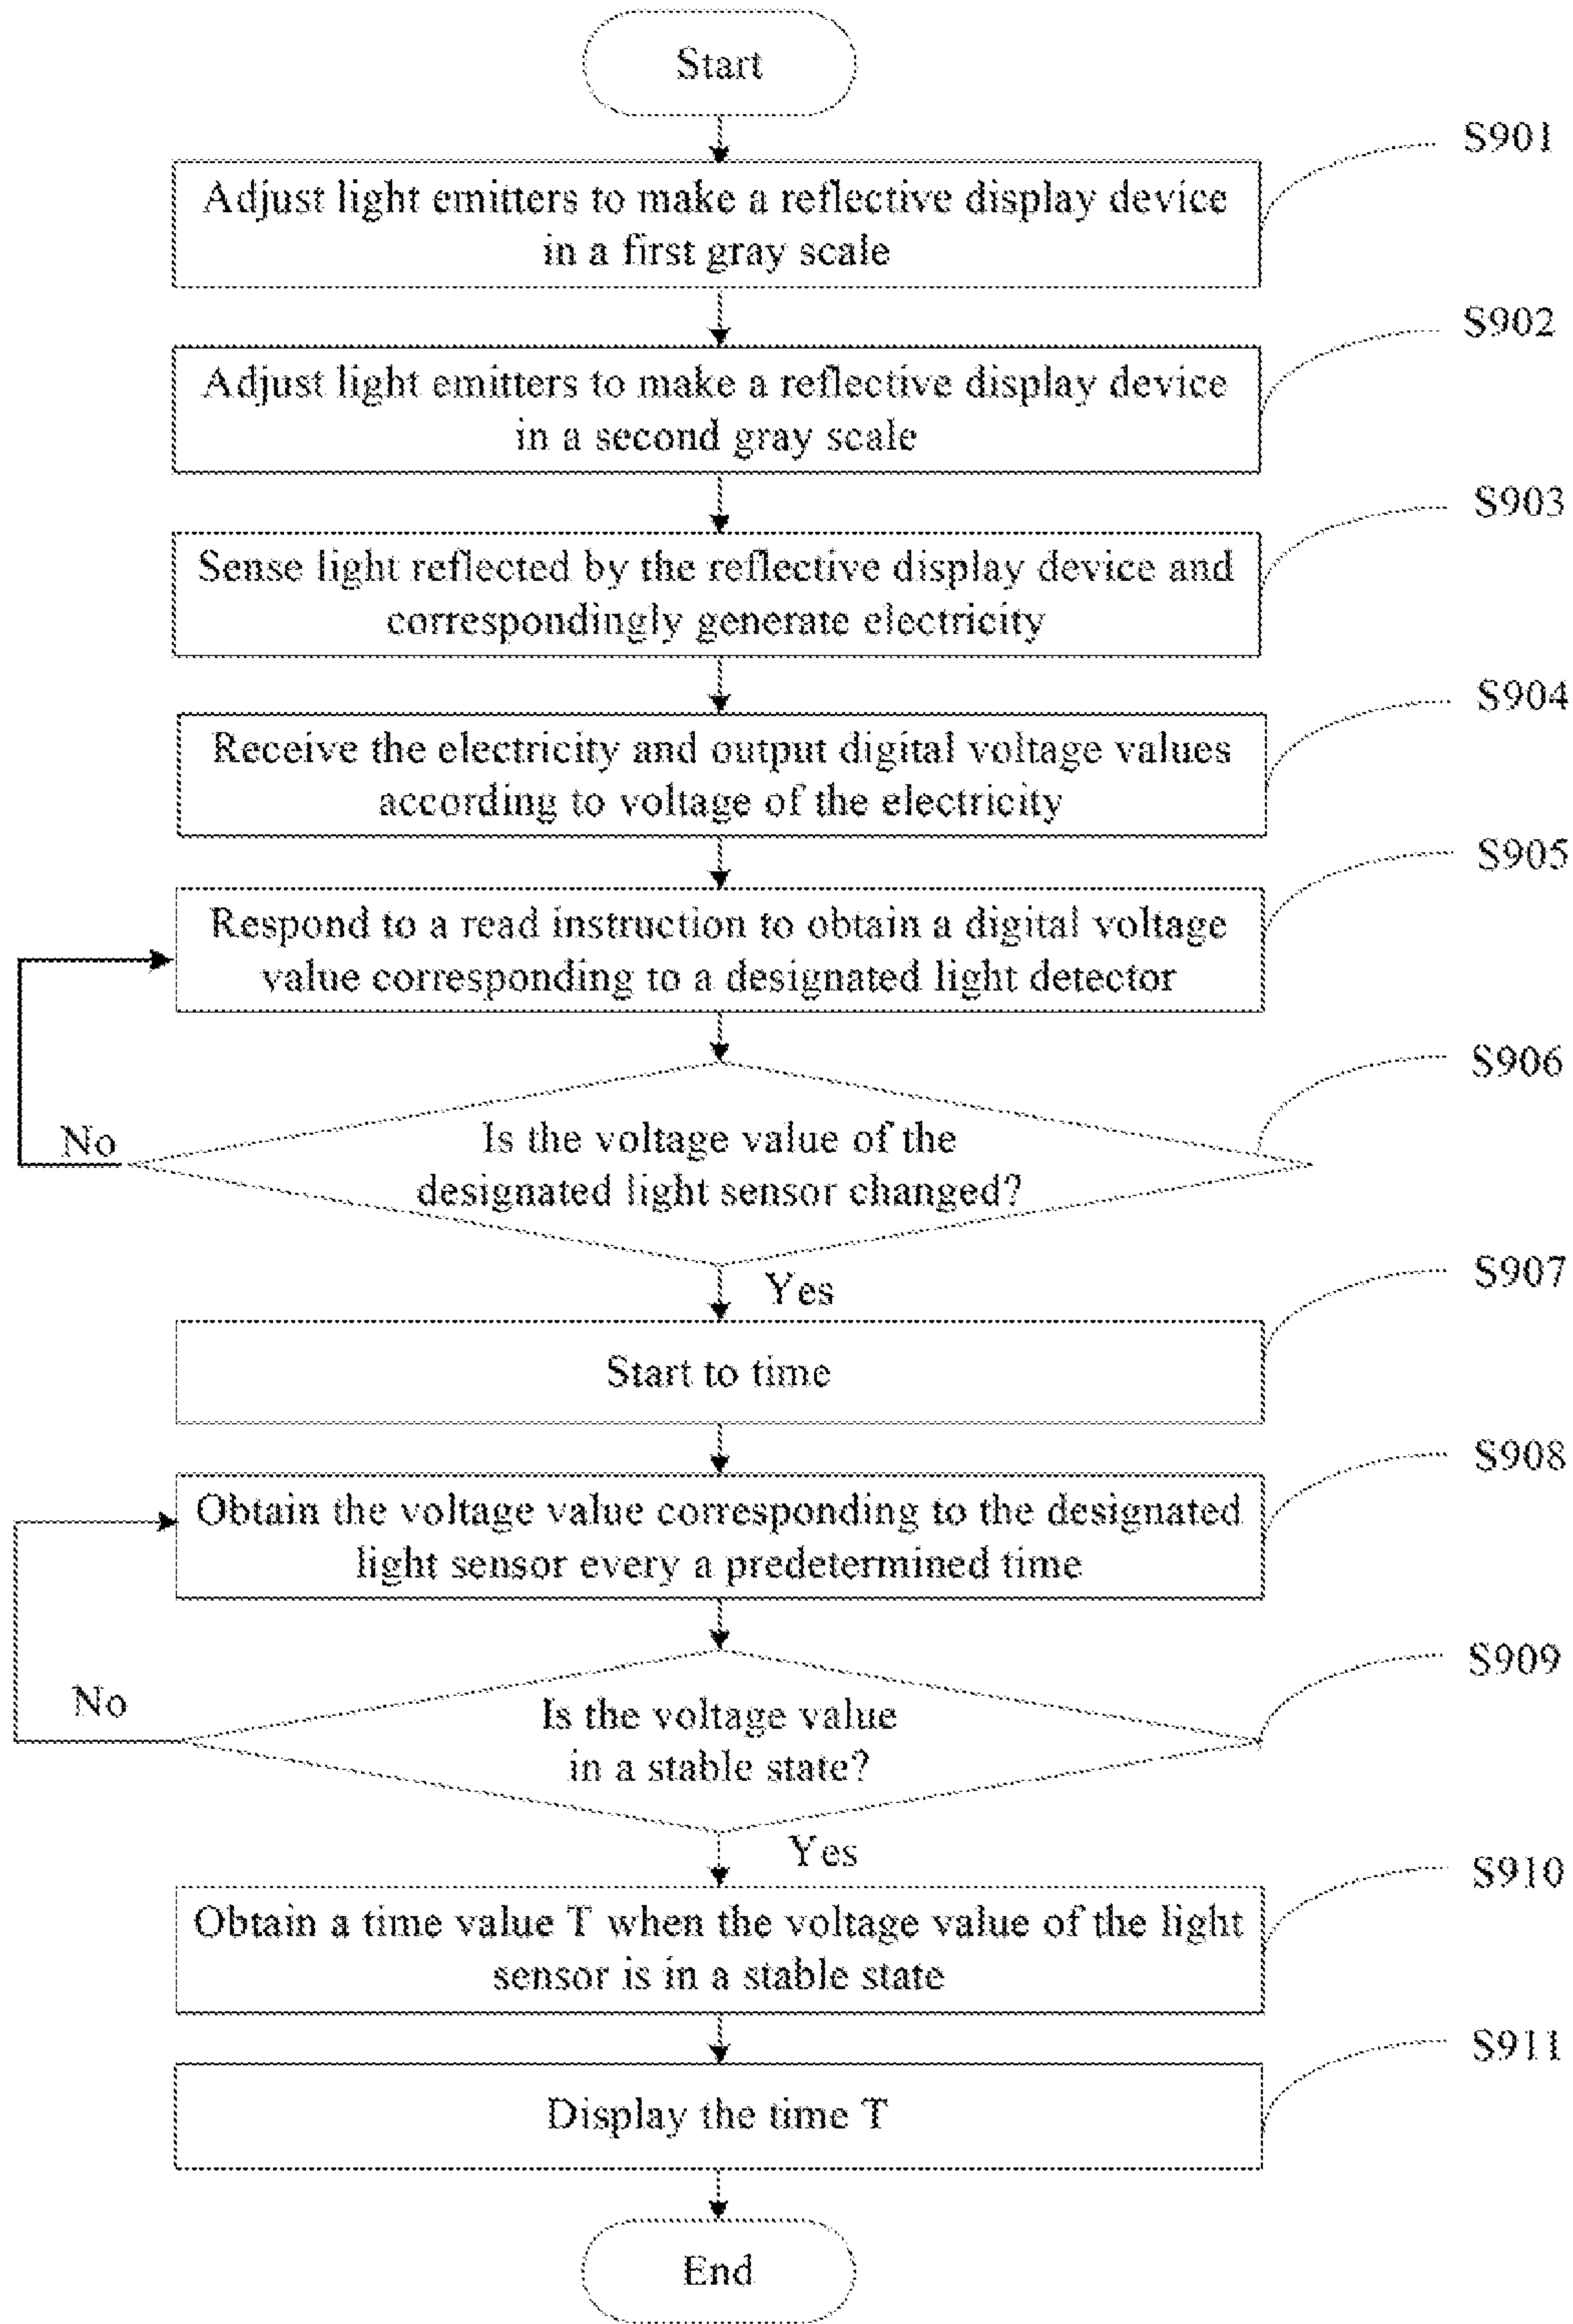 Start
S901
Adjust light emitters to make a reflective display device
in a first gray scale
S902
Adjust light emitters to make a reflective display device
in a second gray scale
S903
Sense light reflected by the reflective display device and
correspondingly generate electricity
S904
Receive the electricity and output digital voltage values
according to voltage of the electricity
S905
Respond to a read instruction to obtain a digital voltage
value corresponding to a designated light detector
S906
No
Is the voltage value of the
designated light sensor changed?
Yes
S907
Start to time
S908
Obtain the voltage value corresponding to the designated
light sensor every a predetermined time
S909
No
Is the voltage value
in a stable state?
Yes
S910
Obtain a time value T when the voltage value of the light
sensor is in a stable state
S911
Display the time T
End